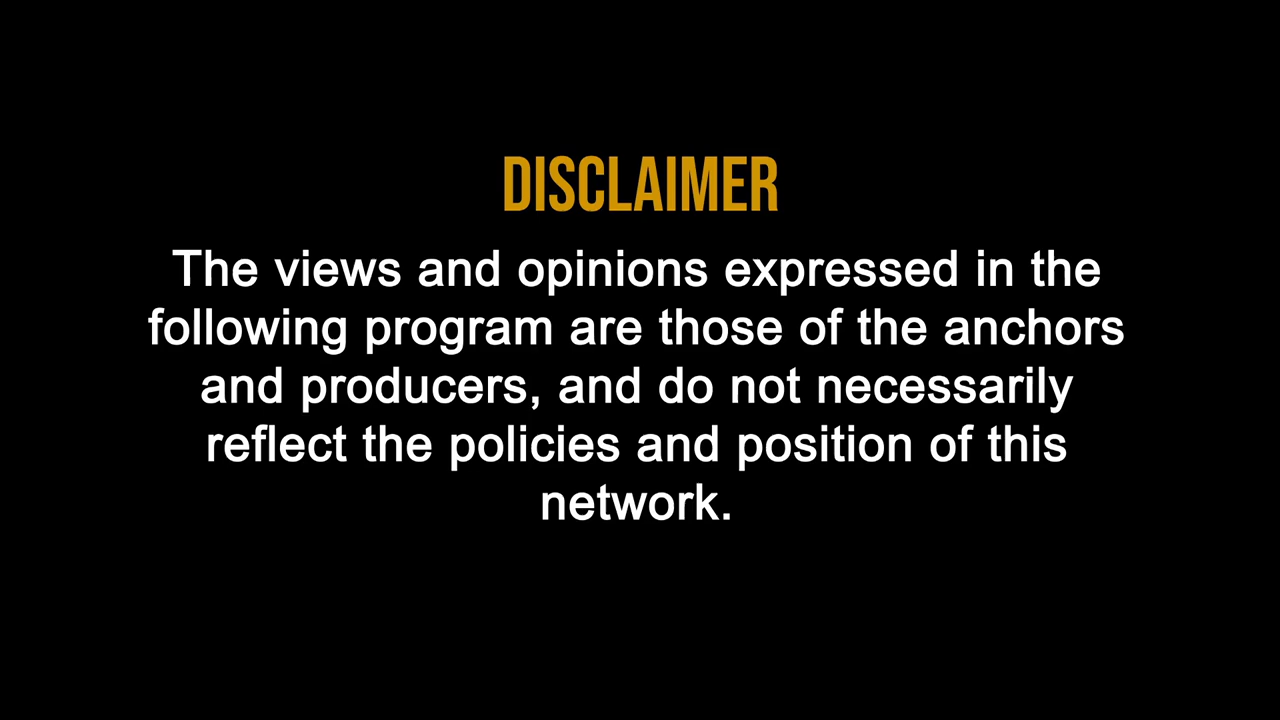 DISCLAIMER
The views and opinions expressed in the
following program are those of the anchors
and producers, and do not necessarily
reflect the policies and position of this
network.